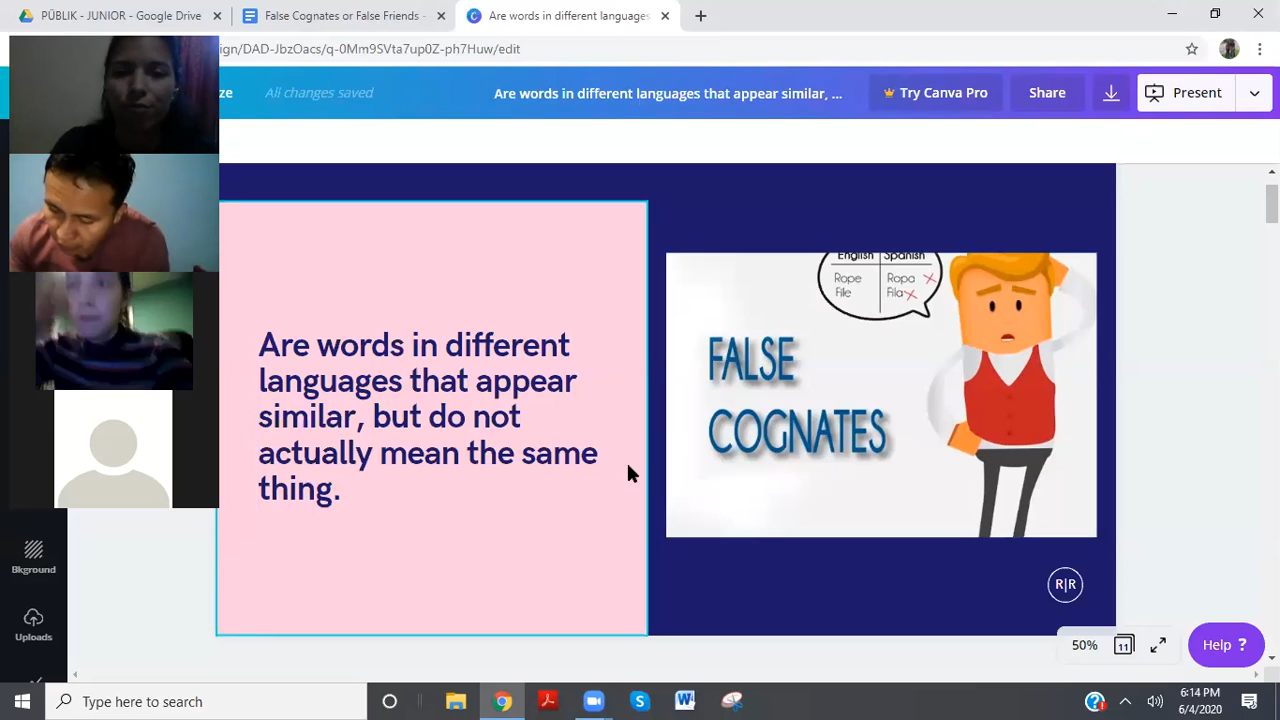 PÜBLIK - JUNIOR - Google Drive
False Cognates or False Friends -
Are words in different languages
ign/DAD-JbzOacs/q-0Mm9SVta7up0Z-ph7Huw/edit
ze
All changes saved
Are words in different languages that appear similar, ...
Try Canva Pro
Share
Present
English Spanish
Rope Ropa
File Fila
FALSE
COGNATES
Are words in different
languages that appear
similar, but do not
actually mean the same
thing.
R|R
Bkground
Uploads
50%
11
Help ?
Type here to search
6:14 PM
6/4/2020